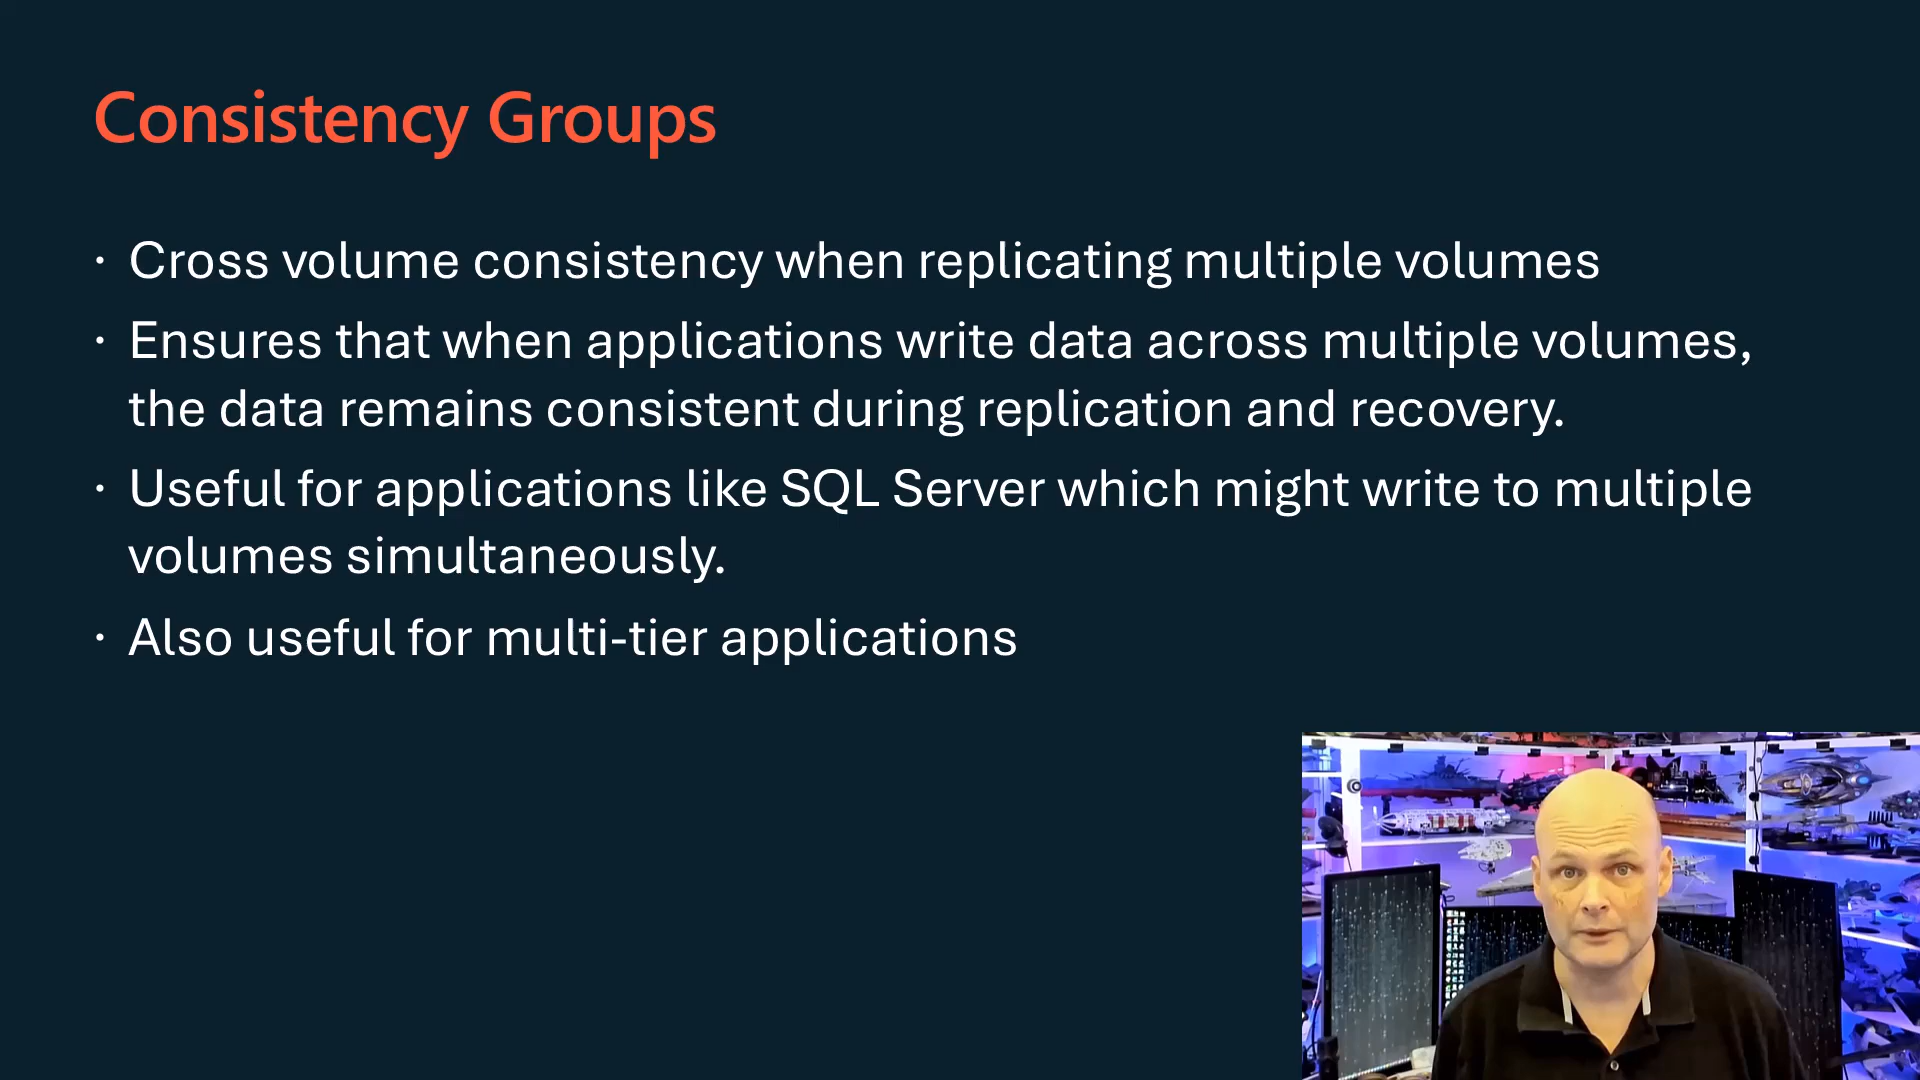 Consistency Groups
· Cross volume consistency when replicating multiple volumes
· Ensures that when applications write data across multiple volumes,
the data remains consistent during replication and recovery.
· Useful for applications like SQL Server which might write to multiple
volumes simultaneously.
· Also useful for multi-tier applications